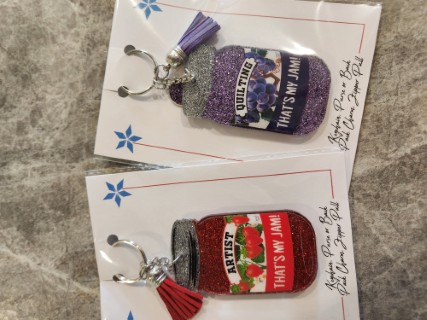 ARTIST
THAT'S MY JAM!
Keychain, Purse or Back
Pack Charm, Zipper Pull
QUILTING
THAT'S MY JAM!
Keychain, Purse or Back
Pack Charm, Zipper Pull